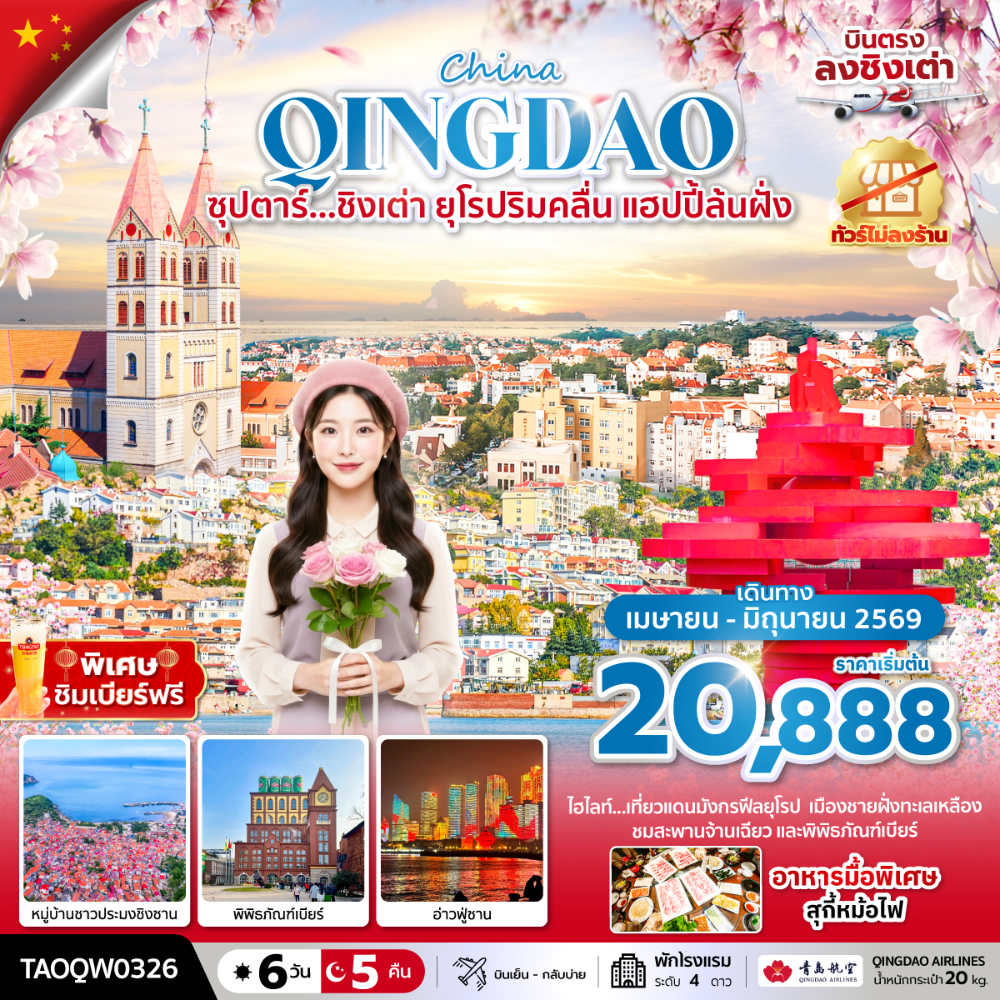 China
QINGDAO
ซุปตาร์...ชิงเต่า ยุโรปริมคลื่น แฮปปี้ล้นฝั่ง
บินตรง
ลงชิงเต่า
SHOP
ทัวร์ไม่ลงร้าน
เดินทาง
เมษายน - มิถุนายน 2569
ราคาเริ่มต้น
20,888
TSINGTAO
พิเศษ
ชิมเบียร์ฟรี
ไฮไลท์...เที่ยวแดนมังกรฟีลยุโรป เมืองชายฝั่งทะเลเหลือง
ชมสะพานจ้านเฉียว และพิพิธภัณฑ์เบียร์
อาหารมื้อพิเศษ
สุกี้หม้อไฟ
หมู่บ้านชาวประมงชิงซาน
พิพิธภัณฑ์เบียร์
อ่าวฟู่ซาน
TAOQW0326
6 วัน 5 คืน
บินเย็น - กลับบ่าย
พักโรงแรม
ระดับ 4 ดาว
青島航空
QINGDAO AIRLINES
QINGDAO AIRLINES
น้ำหนักกระเป๋า 20 kg.